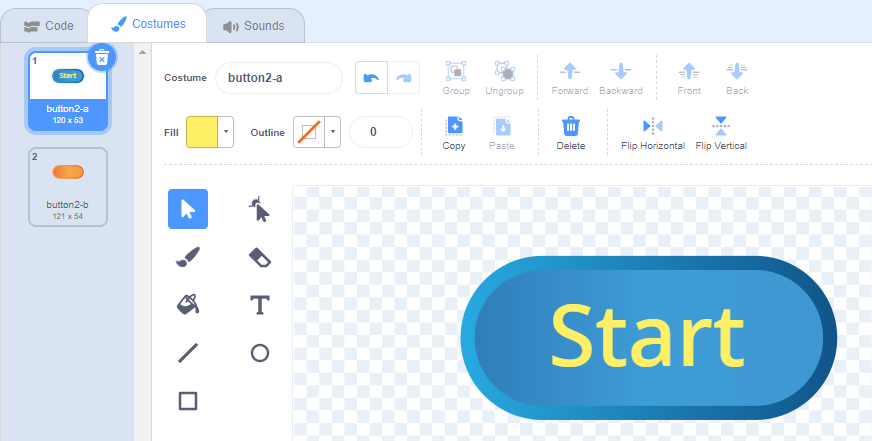 Code
Costumes
Sounds
1
Start
button2-a
120 x 53
2
button2-b
121 x 54
Costume
button2-a
Group
Ungroup
Forward
Backward
Front
Back
Fill
Outline
0
Copy
Paste
Delete
Flip Horizontal
Flip Vertical
T
Start